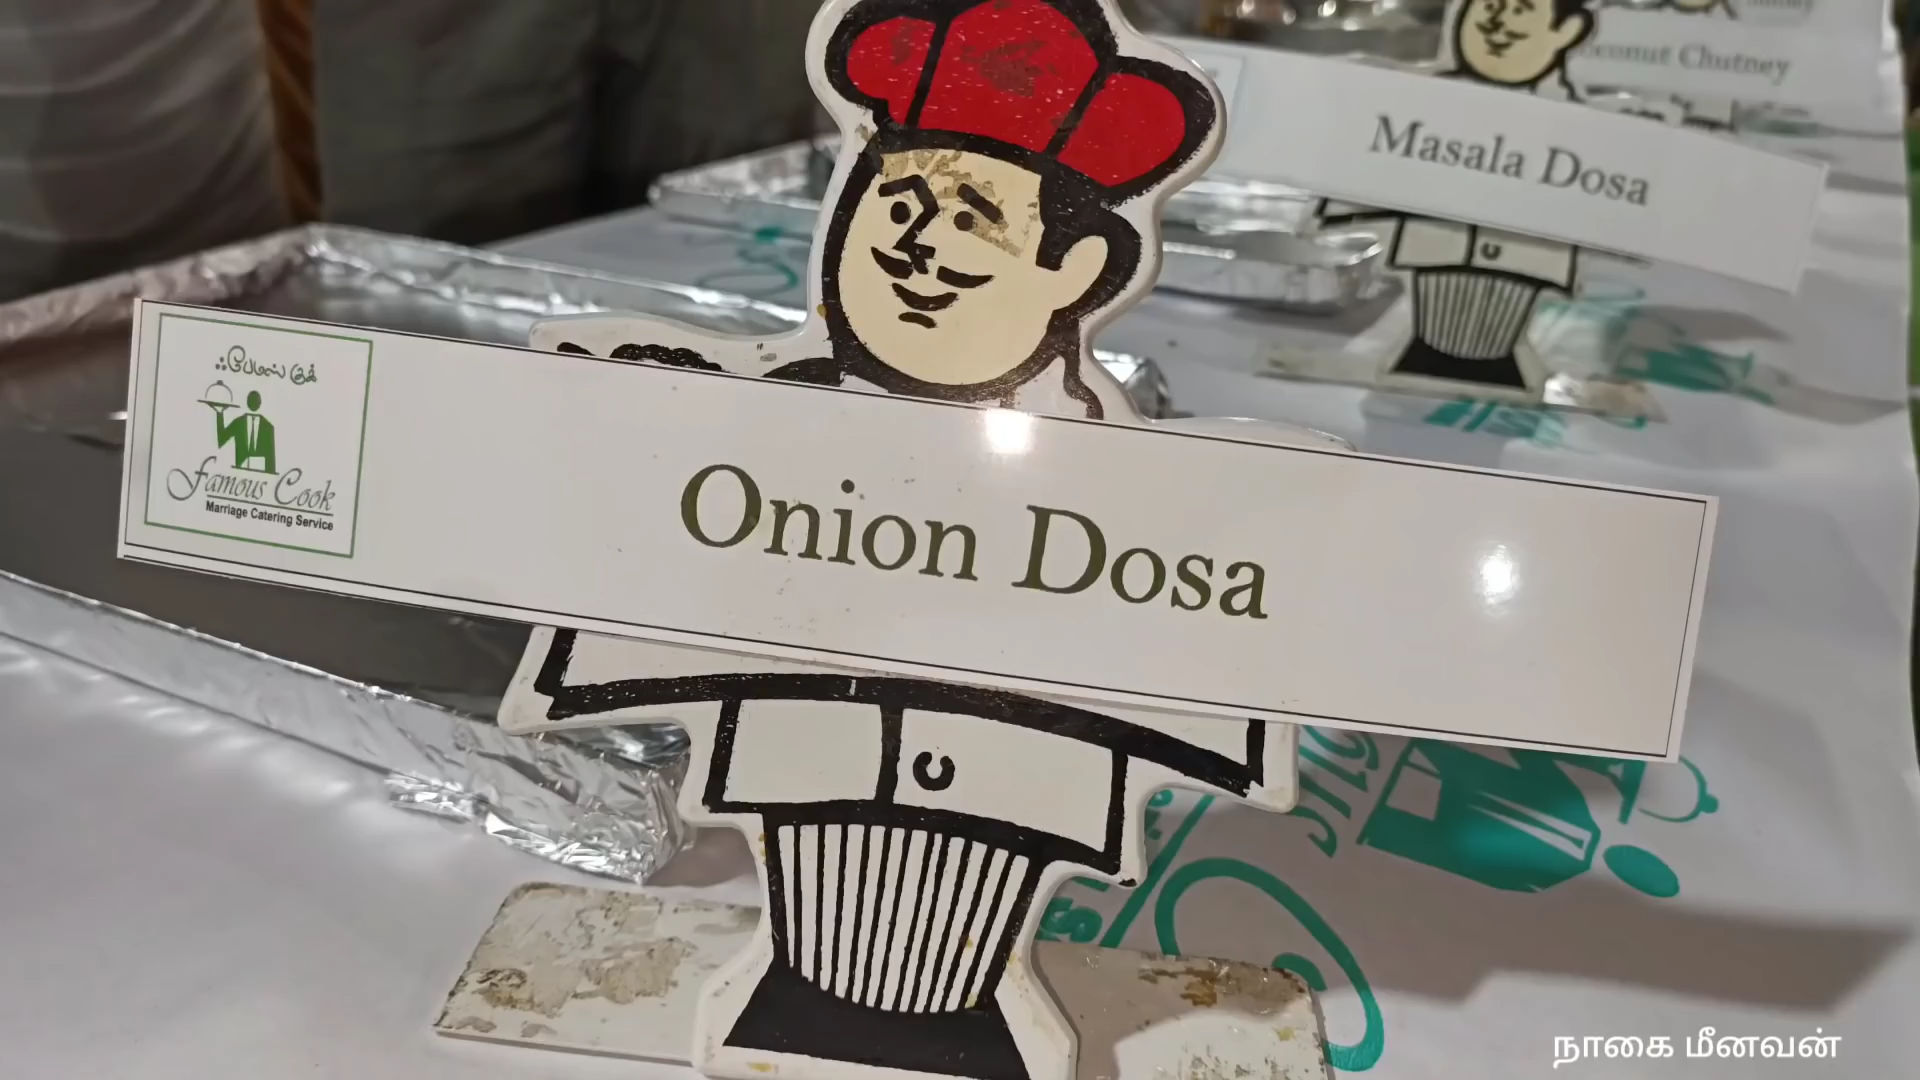 Coconut Chutney
Masala Dosa
ஃபேமஸ் குக்
Famous Cook
Marriage Catering Service
Onion Dosa
நாகை மீனவன்